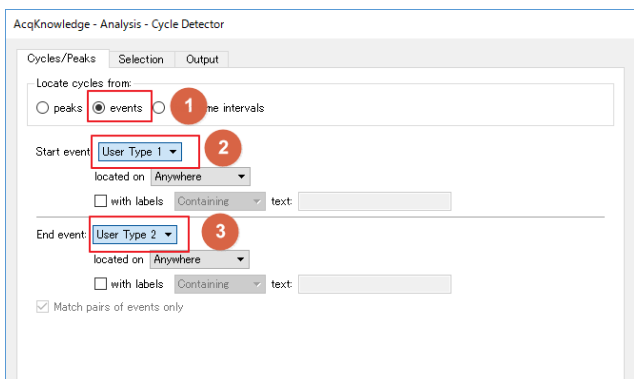 AcqKnowledge - Analysis - Cycle Detector
Cycles/Peaks Selection Output
Locate cycles from:
peaks events 1 me intervals
Start event: User Type 1 2
located on Anywhere
with labels Containing text:
End event: User Type 2 3
located on Anywhere
with labels Containing text:
Match pairs of events only